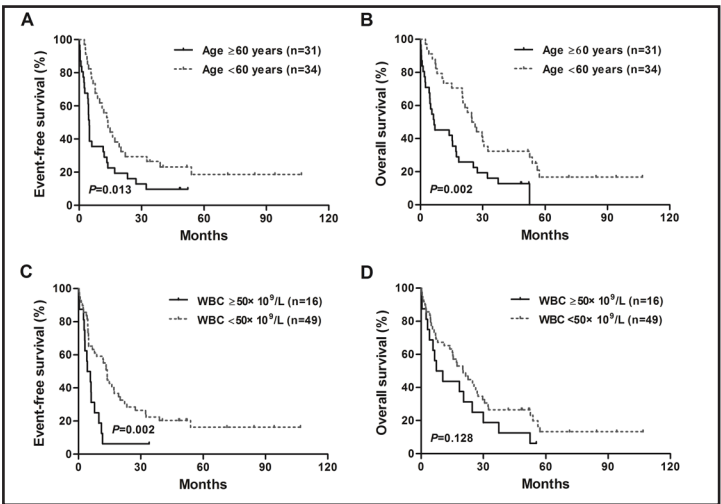 A
Event-free survival (%)
100
80
60
40
20
0
Age ≥60 years (n=31)
Age <60 years (n=34)
P=0.013
0 30 60 90 120
Months
B
Overall survival (%)
100
80
60
40
20
0
Age ≥60 years (n=31)
Age <60 years (n=34)
P=0.002
0 30 60 90 120
Months
C
Event-free survival (%)
100
80
60
40
20
0
WBC ≥50× 10⁹/L (n=16)
WBC <50× 10⁹/L (n=49)
P=0.002
0 30 60 90 120
Months
D
Overall survival (%)
100
80
60
40
20
0
WBC ≥50× 10⁹/L (n=16)
WBC <50× 10⁹/L (n=49)
P=0.128
0 30 60 90 120
Months